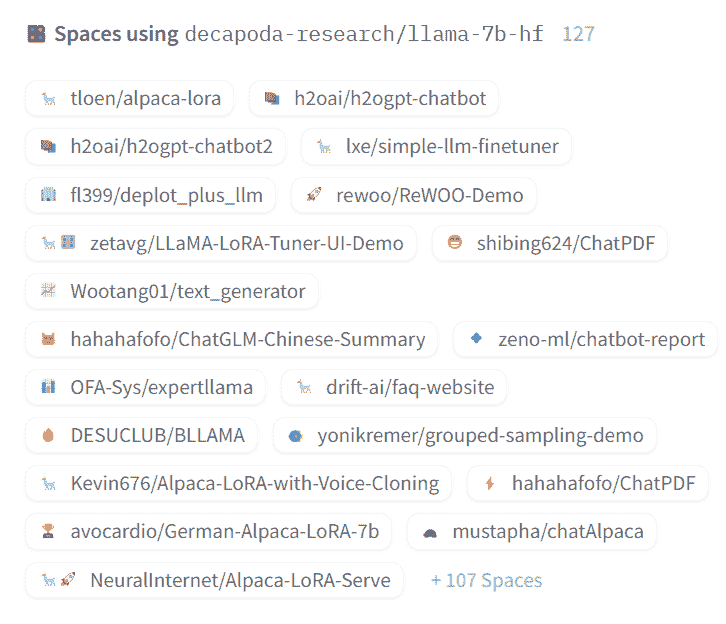 Spaces using decapoda-research/llama-7b-hf 127
tloen/alpaca-lora h2oai/h2ogpt-chatbot
h2oai/h2ogpt-chatbot2 lxe/simple-llm-finetuner
fl399/deplot_plus_llm rewoo/ReWOO-Demo
zetavg/LLaMA-LoRA-Tuner-UI-Demo shibing624/ChatPDF
Wootang01/text_generator
hahahafofo/ChatGLM-Chinese-Summary zeno-ml/chatbot-report
OFA-Sys/expertllama drift-ai/faq-website
DESUCLUB/BLLAMA yonikremer/grouped-sampling-demo
Kevin676/Alpaca-LoRA-with-Voice-Cloning hahahafofo/ChatPDF
avocardio/German-Alpaca-LoRA-7b mustapha/chatAlpaca
NeuralInternet/Alpaca-LoRA-Serve + 107 Spaces